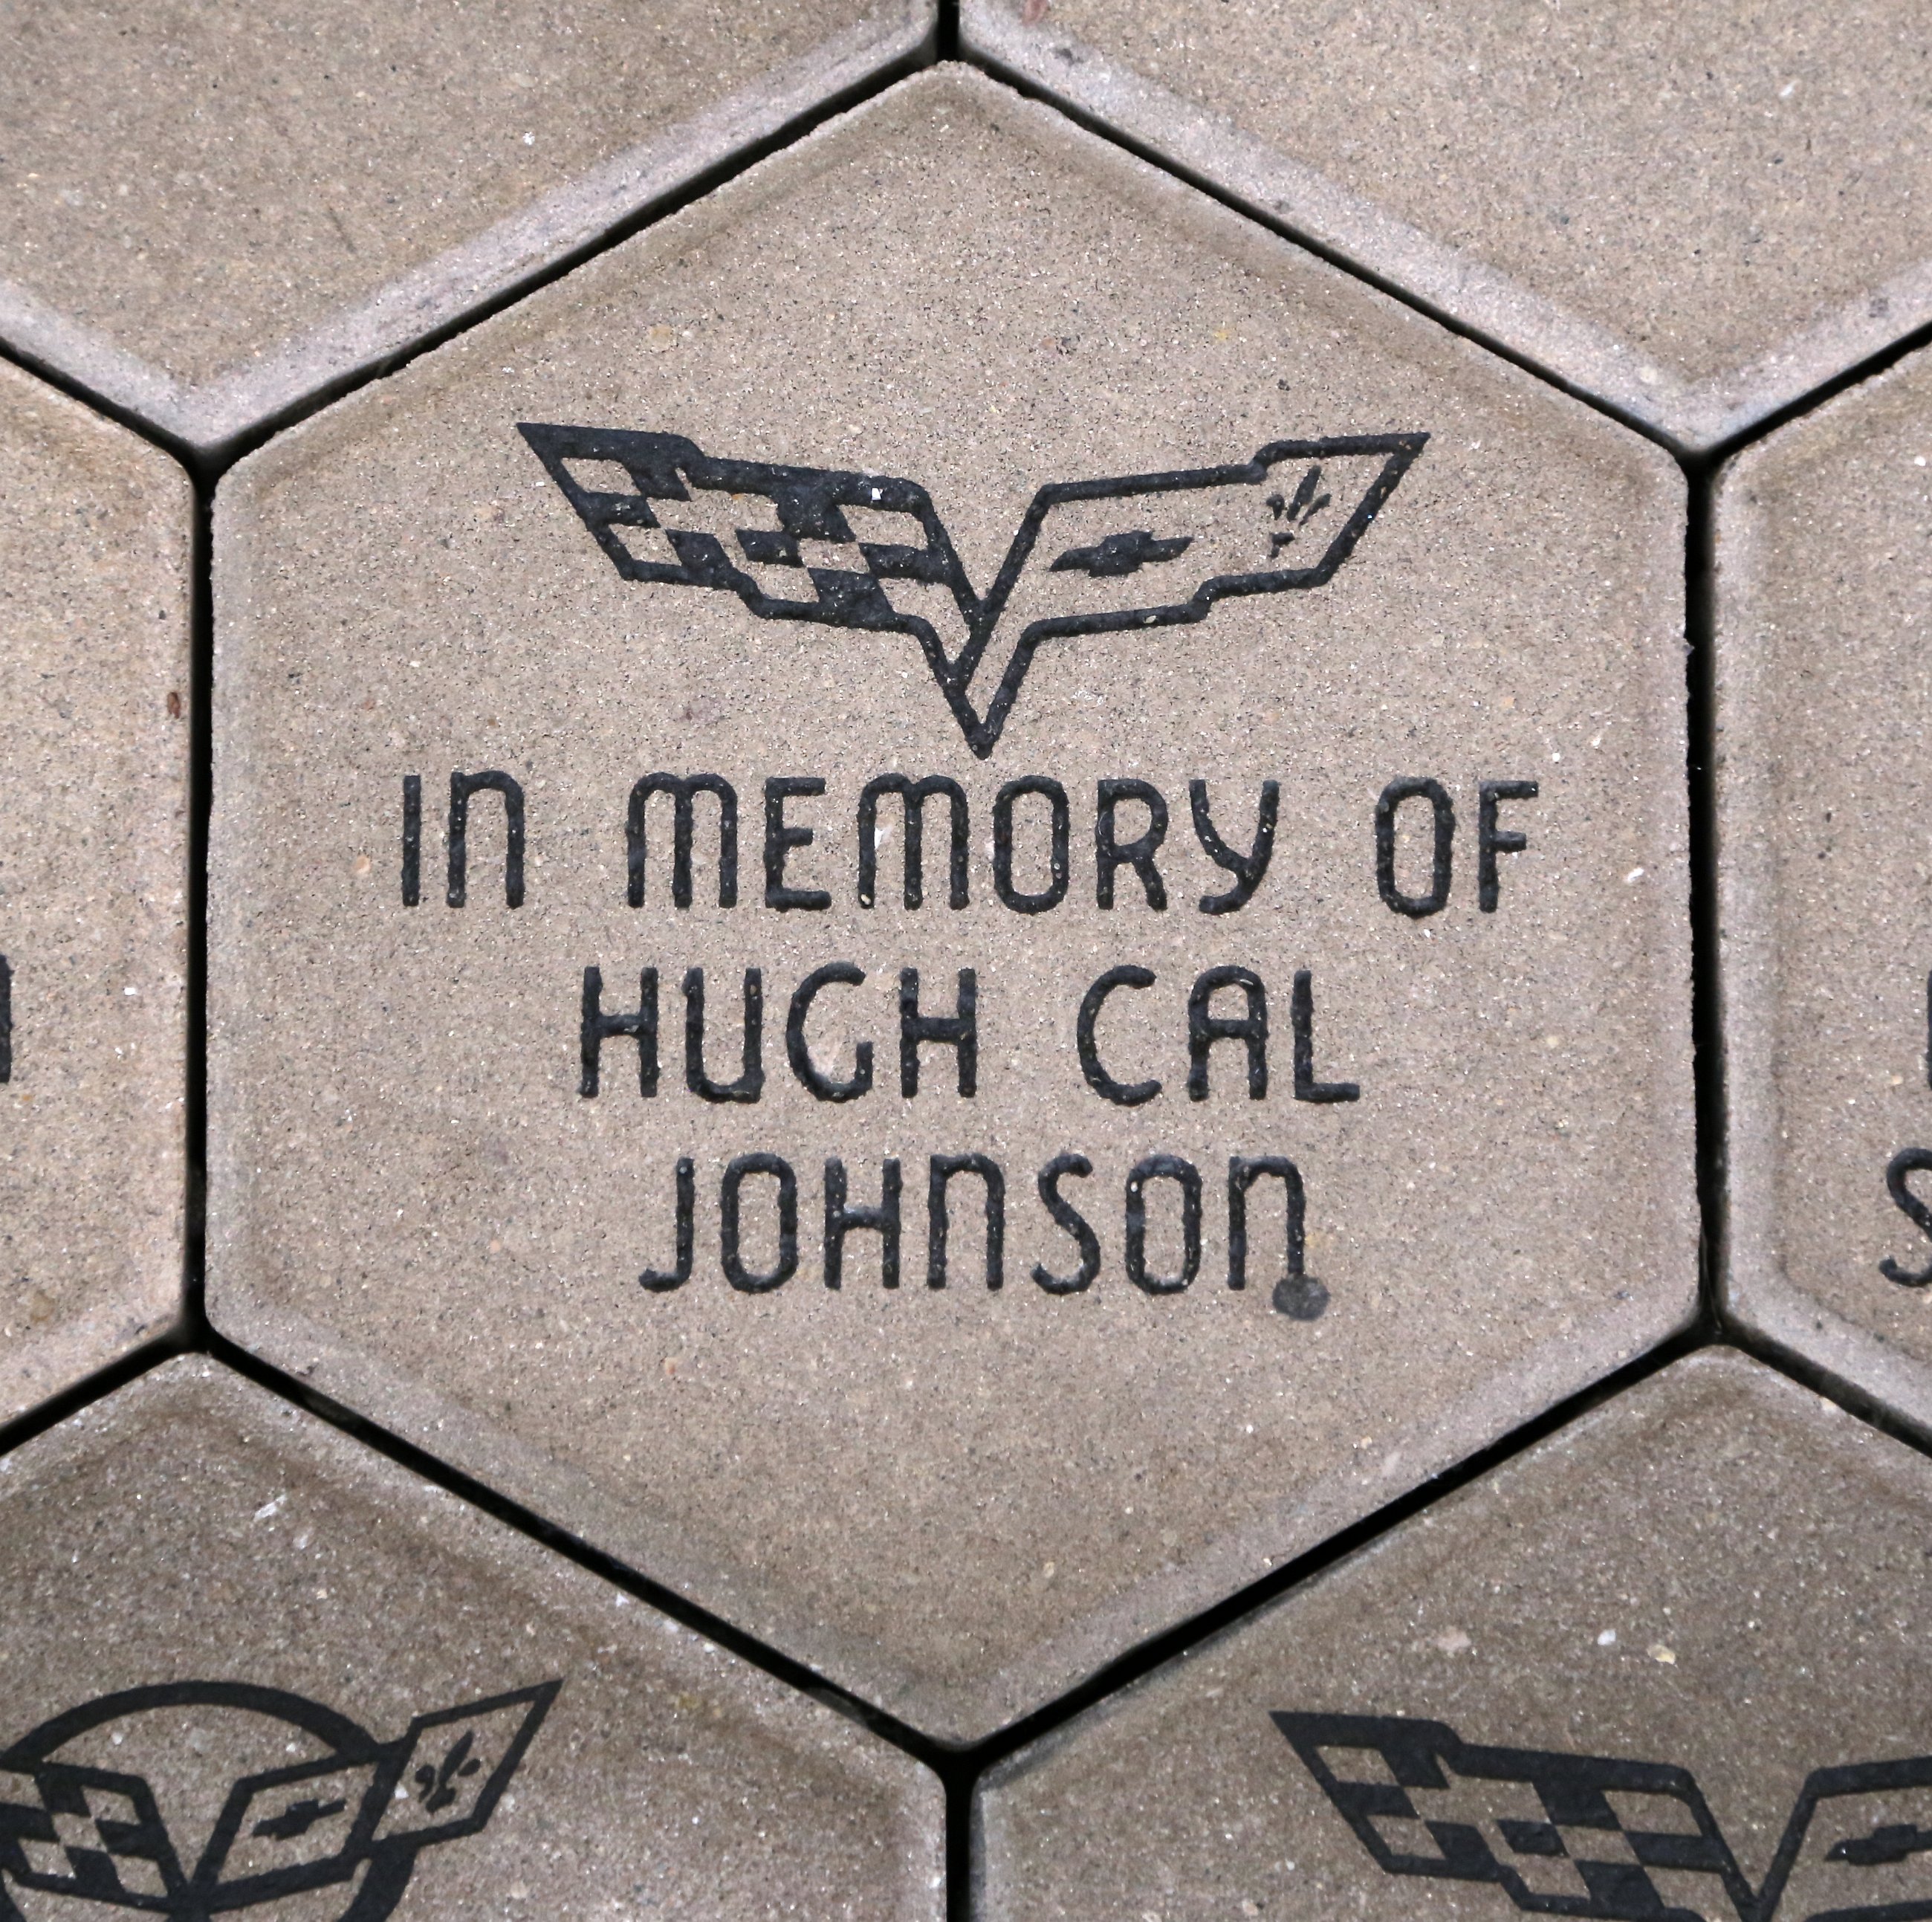 IN MEMORY OF
HUGH CAL
JOHNSON